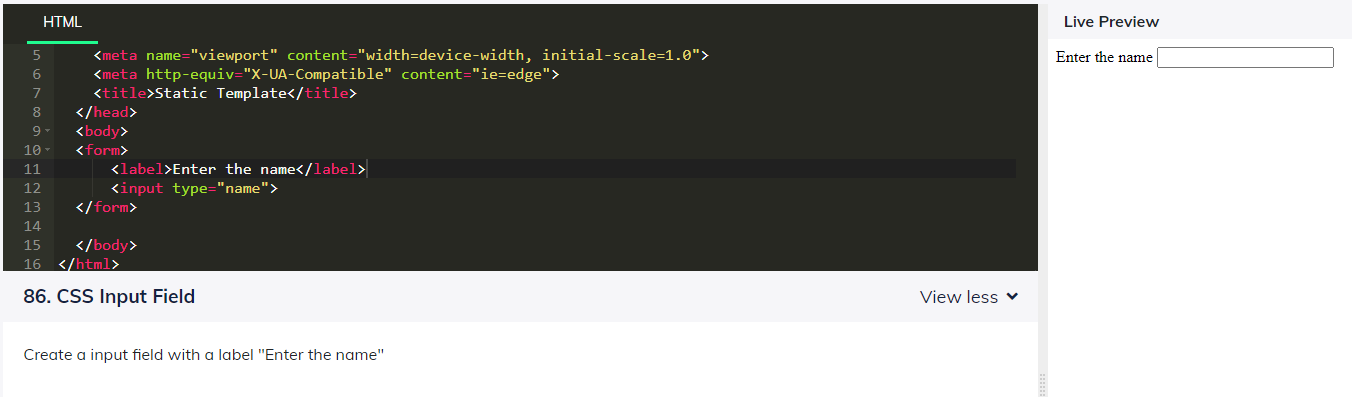 HTML
Live Preview
5 <meta name="viewport" content="width=device-width, initial-scale=1.0">
6 <meta http-equiv="X-UA-Compatible" content="ie=edge">
7 <title>Static Template</title>
8 </head>
9 <body>
10 <form>
11 <label>Enter the name</label>
12 <input type="name">
13 </form>
14
15 </body>
16 </html>
Enter the name
86. CSS Input Field
View less
Create a input field with a label "Enter the name"